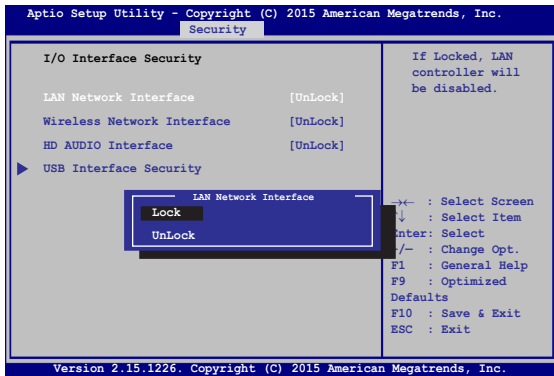 Aptio Setup Utility - Copyright (C) 2015 American Megatrends, Inc.
Security
I/O Interface Security
LAN Network Interface [UnLock]
Wireless Network Interface [UnLock]
HD AUDIO Interface [UnLock]
USB Interface Security
If Locked, LAN
controller will
be disabled.
LAN Network Interface
Lock
UnLock
→← : Select Screen
↑↓ : Select Item
Enter: Select
+/— : Change Opt.
F1 : General Help
F9 : Optimized
Defaults
F10 : Save & Exit
ESC : Exit
Version 2.15.1226. Copyright (C) 2015 American Megatrends, Inc.